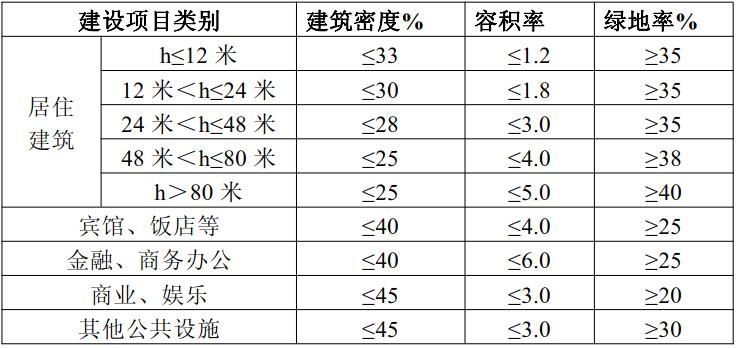 建设项目类别 建筑密度% 容积率 绿地率%
居住建筑 h≤12 米 ≤33 ≤1.2 ≥35
12 米＜h≤24 米 ≤30 ≤1.8 ≥35
24 米＜h≤48 米 ≤28 ≤3.0 ≥35
48 米＜h≤80 米 ≤25 ≤4.0 ≥38
h＞80 米 ≤25 ≤5.0 ≥40
宾馆、饭店等 ≤40 ≤4.0 ≥25
金融、商务办公 ≤40 ≤6.0 ≥25
商业、娱乐 ≤45 ≤3.0 ≥20
其他公共设施 ≤45 ≤3.0 ≥30